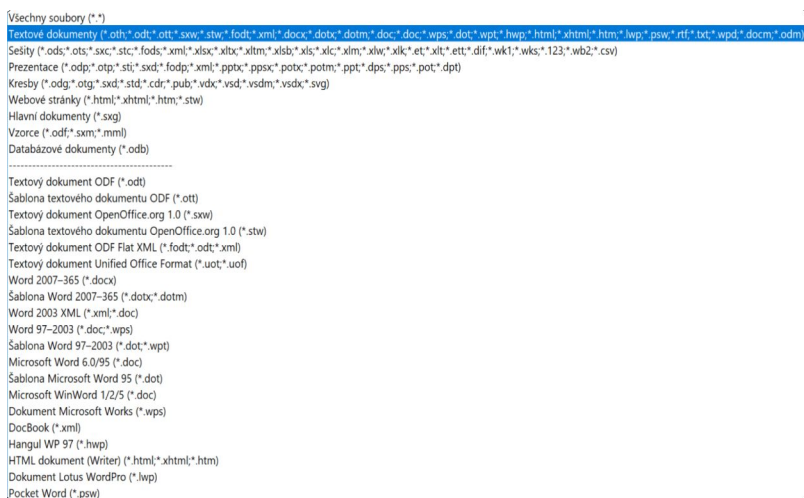 Všechny soubory (*.*)
Textové dokumenty (*.oth;*.odt;*.ott;*.sxw;*.stw;*.fodt;*.xml;*.docx;*.dotx;*.dotm;*.doc;*.doc;*.wps;*.dot;*.wpt;*.hwp;*.html;*.xhtml;*.htm;*.lwp;*.psw;*.rtf;*.txt;*.wpd;*.docm;*.odm)
Sešity (*.ods;*.ots;*.sxc;*.stc;*.fods;*.xml;*.xlsx;*.xltx;*.xltm;*.xlsb;*.xls;*.xlc;*.xlm;*.xlw;*.xlk;*.et;*.xlt;*.ett;*.dif;*.wk1;*.wks;*.123;*.wb2;*.csv)
Prezentace (*.odp;*.otp;*.sti;*.sxd;*.fodp;*.xml;*.pptx;*.ppsx;*.potx;*.potm;*.ppt;*.dps;*.pps;*.pot;*.dpt)
Kresby (*.odg;*.otg;*.sxd;*.std;*.cdr;*.pub;*.vdx;*.vsd;*.vsdm;*.vsdx;*.svg)
Webové stránky (*.html;*.xhtml;*.htm;*.stw)
Hlavní dokumenty (*.sxg)
Vzorce (*.odf;*.sxm;*.mml)
Databázové dokumenty (*.odb)
------------------------------------------
Textový dokument ODF (*.odt)
Šablona textového dokumentu ODF (*.ott)
Textový dokument OpenOffice.org 1.0 (*.sxw)
Šablona textového dokumentu OpenOffice.org 1.0 (*.stw)
Textový dokument ODF Flat XML (*.fodt;*.odt;*.xml)
Textový dokument Unified Office Format (*.uot;*.uof)
Word 2007–365 (*.docx)
Šablona Word 2007–365 (*.dotx;*.dotm)
Word 2003 XML (*.xml;*.doc)
Word 97–2003 (*.doc;*.wps)
Šablona Word 97–2003 (*.dot;*.wpt)
Microsoft Word 6.0/95 (*.doc)
Šablona Microsoft Word 95 (*.dot)
Microsoft WinWord 1/2/5 (*.doc)
Dokument Microsoft Works (*.wps)
DocBook (*.xml)
Hangul WP 97 (*.hwp)
HTML dokument (Writer) (*.html;*.xhtml;*.htm)
Dokument Lotus WordPro (*.lwp)
Pocket Word (*.psw)